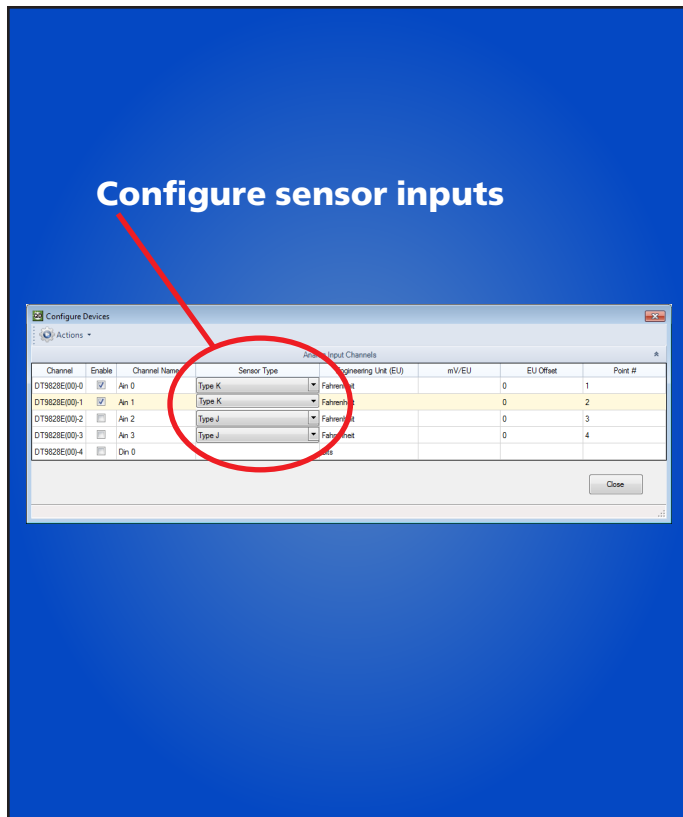 Configure sensor inputs
Configure Devices
Actions
Analog Input Channels
Channel Enable Channel Name Sensor Type Engineering Unit (EU) mV/EU EU Offset Point #
DT9828E(00)-0 Ain 0 Type K Fahrenheit 0 1
DT9828E(00)-1 Ain 1 Type K Fahrenheit 0 2
DT9828E(00)-2 Ain 2 Type J Fahrenheit 0 3
DT9828E(00)-3 Ain 3 Type J Fahrenheit 0 4
DT9828E(00)-4 Din 0 Bits
Close